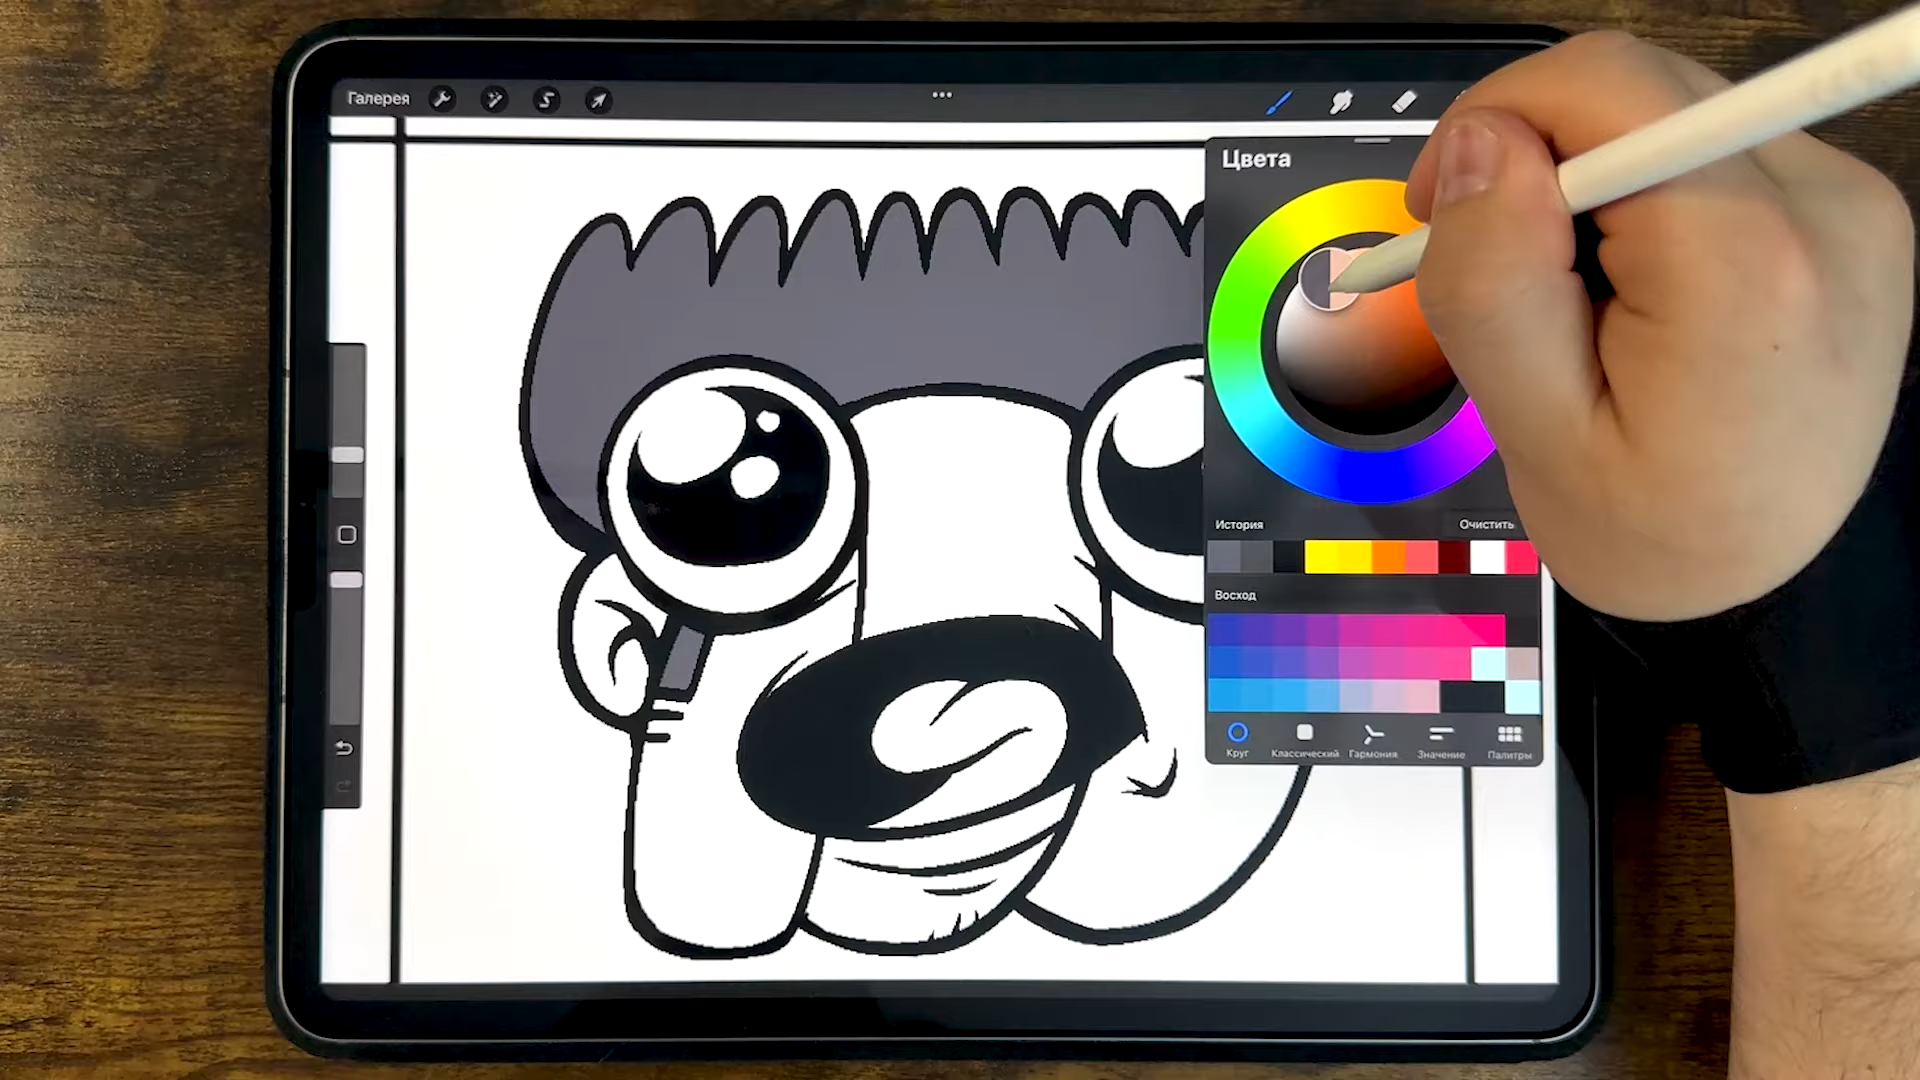 Галерея
Цвета
История
Очистить
Восход
Круг
Классический
Гармония
Значение
Палитры